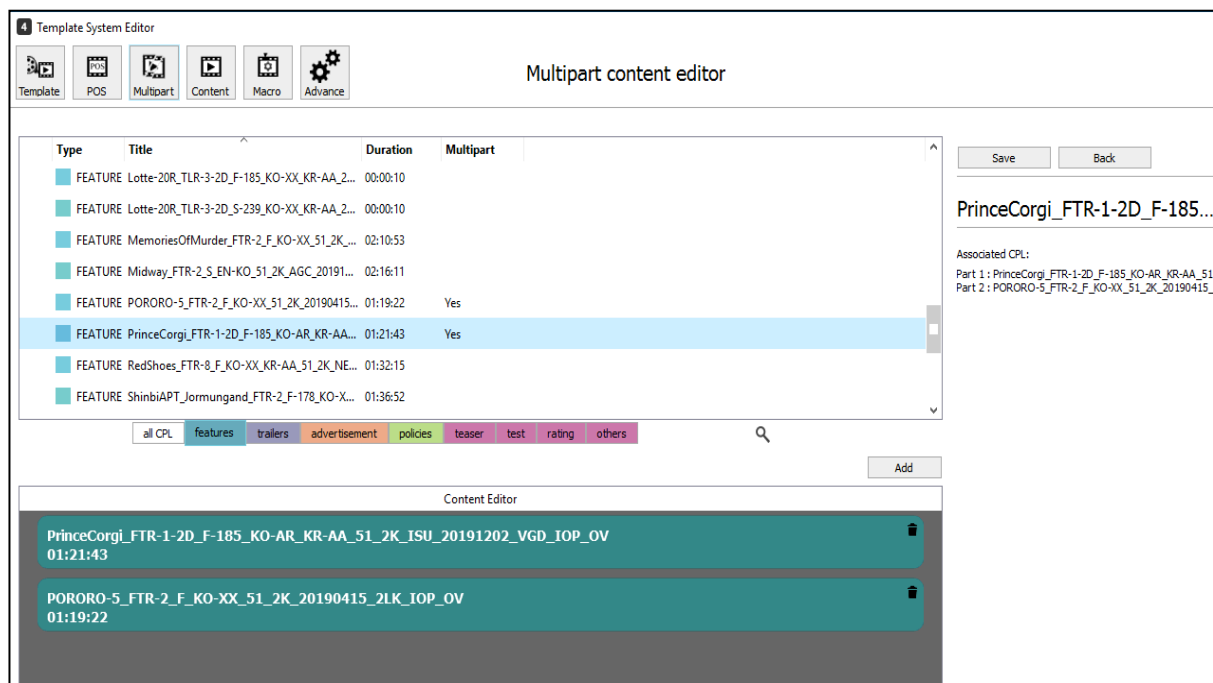 4 Template System Editor
Template POS Multipart Content Macro Advance
POS
Multipart content editor
Type Title Duration Multipart
FEATURE Lotte-20R_TLR-3-2D_F-185_KO-XX_KR-AA_2... 00:00:10
FEATURE Lotte-20R_TLR-3-2D_S-239_KO-XX_KR-AA_2... 00:00:10
FEATURE MemoriesOfMurder_FTR-2_F_KO-XX_51_2K_... 02:10:53
FEATURE Midway_FTR-2_S_EN-KO_51_2K_AGC_20191... 02:16:11
FEATURE PORORO-5_FTR-2_F_KO-XX_51_2K_20190415... 01:19:22 Yes
FEATURE PrinceCorgi_FTR-1-2D_F-185_KO-AR_KR-AA... 01:21:43 Yes
FEATURE RedShoes_FTR-8_F_KO-XX_KR-AA_51_2K_NE... 01:32:15
FEATURE ShinbiAPT_Jormungand_FTR-2_F-178_KO-X... 01:36:52
all CPL features trailers advertisement policies teaser test rating others
Add
Content Editor
PrinceCorgi_FTR-1-2D_F-185_KO-AR_KR-AA_51_2K_ISU_20191202_VGD_IOP_OV
01:21:43
PORORO-5_FTR-2_F_KO-XX_51_2K_20190415_2LK_IOP_OV
01:19:22
Save Back
PrinceCorgi_FTR-1-2D_F-185...
Associated CPL:
Part 1 : PrinceCorgi_FTR-1-2D_F-185_KO-AR_KR-AA_51
Part 2 : PORORO-5_FTR-2_F_KO-XX_51_2K_20190415_